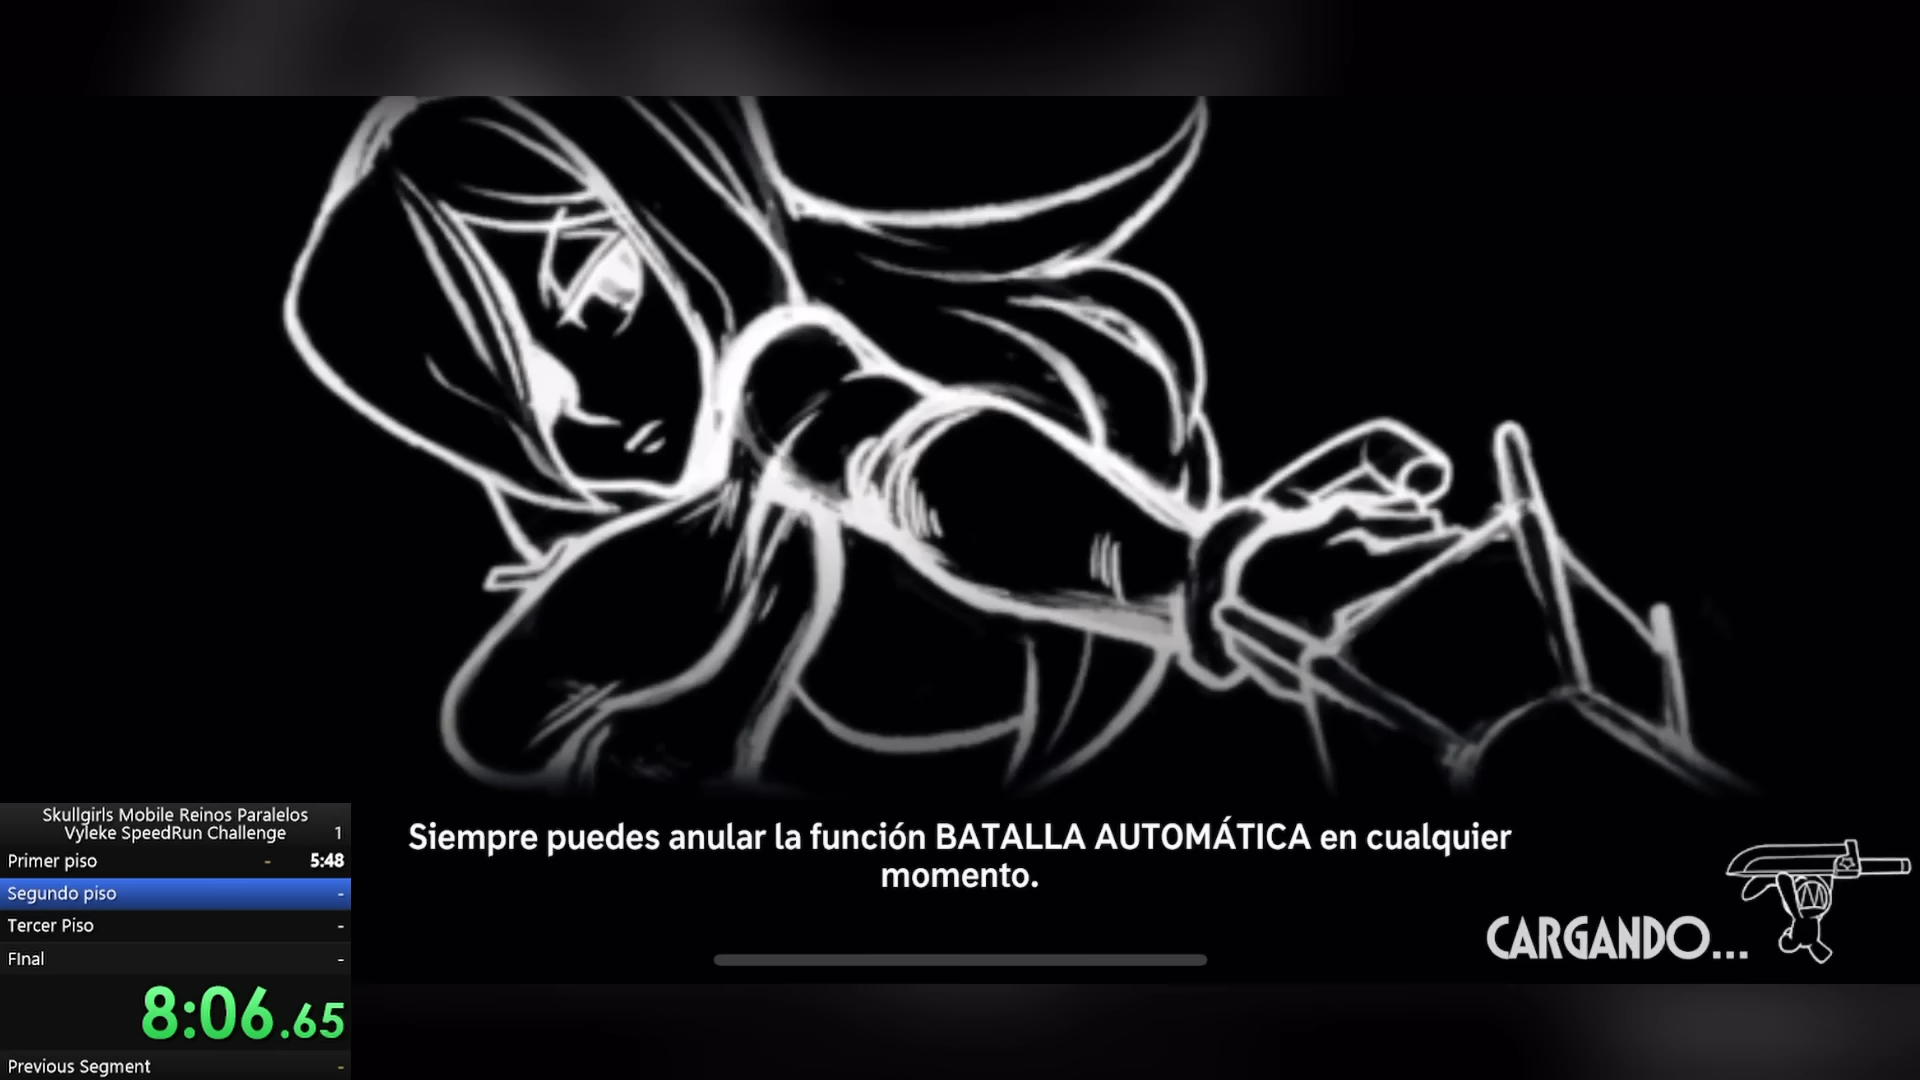 Skullgirls Mobile Reinos Paralelos
Vyleke SpeedRun Challenge 1
Primer piso - 5:48
Segundo piso -
Tercer Piso -
FInal -
8:06.65
Previous Segment -
Siempre puedes anular la función BATALLA AUTOMÁTICA en cualquier
momento.
CARGANDO...